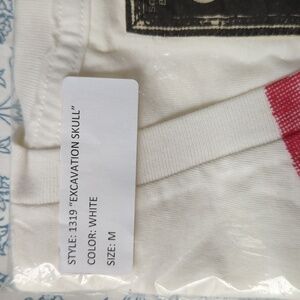 STYLE: 1319 "EXCAVATION SKULL"
COLOR: WHITE
SIZE: M